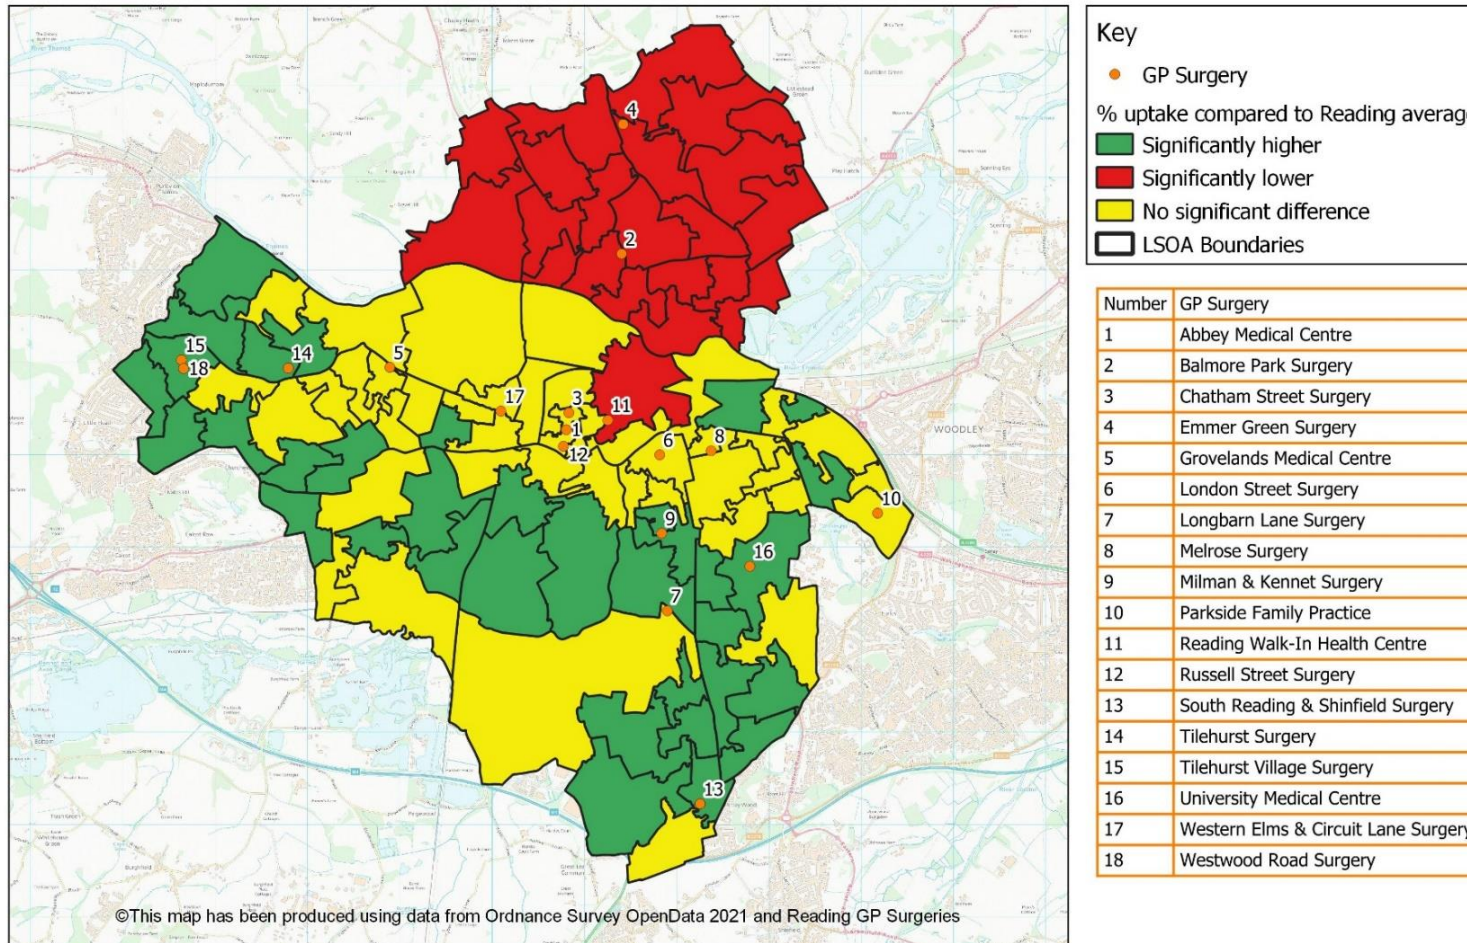 Key
GP Surgery
% uptake compared to Reading average
Significantly higher
Significantly lower
No significant difference
LSOA Boundaries
Number GP Surgery
1 Abbey Medical Centre
2 Balmore Park Surgery
3 Chatham Street Surgery
4 Emmer Green Surgery
5 Grovelands Medical Centre
6 London Street Surgery
7 Longbarn Lane Surgery
8 Melrose Surgery
9 Milman & Kennet Surgery
10 Parkside Family Practice
11 Reading Walk-In Health Centre
12 Russell Street Surgery
13 South Reading & Shinfield Surgery
14 Tilehurst Surgery
15 Tilehurst Village Surgery
16 University Medical Centre
17 Western Elms & Circuit Lane Surgery
18 Westwood Road Surgery
4
2
15
18
14
5
17
3
1
12
11
6
8
10
9
16
7
13
WOODLEY
©This map has been produced using data from Ordnance Survey OpenData 2021 and Reading GP Surgeries